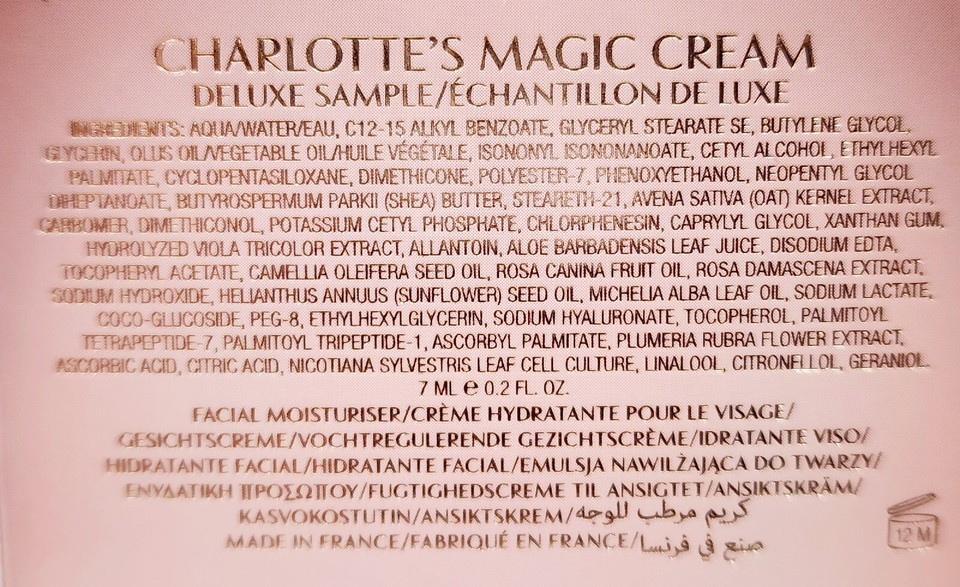 CHARLOTTE'S MAGIC CREAM
DELUXE SAMPLE/ÉCHANTILLON DE LUXE
INGREDIENTS: AQUA/WATER/EAU, C12-15 ALKYL BENZOATE, GLYCERYL STEARATE SE, BUTYLENE GLYCOL,
GLYCERIN, OLUS OIL/VEGETABLE OIL/HUILE VÉGÉTALE, ISONONYL ISONONANOATE, CETYL ALCOHOL, ETHYLHEXYL
PALMITATE, CYCLOPENTASILOXANE, DIMETHICONE, POLYESTER-7, PHENOXYETHANOL, NEOPENTYL GLYCOL
DIHEPTANOATE, BUTYROSPERMUM PARKII (SHEA) BUTTER, STEARETH-21, AVENA SATIVA (OAT) KERNEL EXTRACT,
CARBOMER, DIMETHICONOL, POTASSIUM CETYL PHOSPHATE, CHLORPHENESIN, CAPRYLYL GLYCOL, XANTHAN GUM,
HYDROLYZED VIOLA TRICOLOR EXTRACT, ALLANTOIN, ALOE BARBADENSIS LEAF JUICE, DISODIUM EDTA,
TOCOPHERYL ACETATE, CAMELLIA OLEIFERA SEED OIL, ROSA CANINA FRUIT OIL, ROSA DAMASCENA EXTRACT,
SODIUM HYDROXIDE, HELIANTHUS ANNUUS (SUNFLOWER) SEED OIL, MICHELIA ALBA LEAF OIL, SODIUM LACTATE,
COCO-GLUCOSIDE, PEG-8, ETHYLHEXYLGLYCERIN, SODIUM HYALURONATE, TOCOPHEROL, PALMITOYL
TETRAPEPTIDE-7, PALMITOYL TRIPEPTIDE-1, ASCORBYL PALMITATE, PLUMERIA RUBRA FLOWER EXTRACT,
ASCORBIC ACID, CITRIC ACID, NICOTIANA SYLVESTRIS LEAF CELL CULTURE, LINALOOL, CITRONELLOL, GERANIOL.
7 ML e 0.2 FL. OZ.
FACIAL MOISTURISER/CRÈME HYDRATANTE POUR LE VISAGE/
GESICHTSCREME/VOCHTREGULERENDE GEZICHTSCRÈME/IDRATANTE VISO/
HIDRATANTE FACIAL/HIDRATANTE FACIAL/EMULSJA NAWILŻAJĄCA DO TWARZY/
ΕΝΥΔΑΤΙΚΗ ΠΡΟΣΩΠΟΥ/FUGTIGHEDSCREME TIL ANSIGTET/ANSIKTSKRÄM/
KASVOKOSTUTIN/ANSIKTSKREM/كريم مرطب للوجه
MADE IN FRANCE/FABRIQUÉ EN FRANCE/صنع في فرنسا
12 M